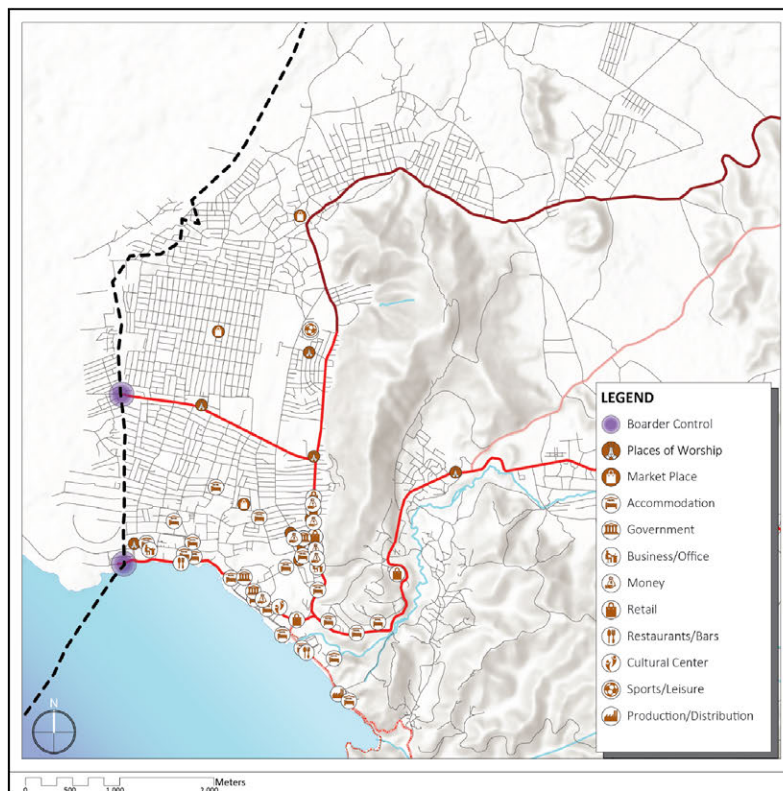 LEGEND
Boarder Control
Places of Worship
Market Place
Accommodation
Government
Business/Office
Money
Retail
Restaurants/Bars
Cultural Center
Sports/Leisure
Production/Distribution
N
Meters
0 500 1,000 2,000